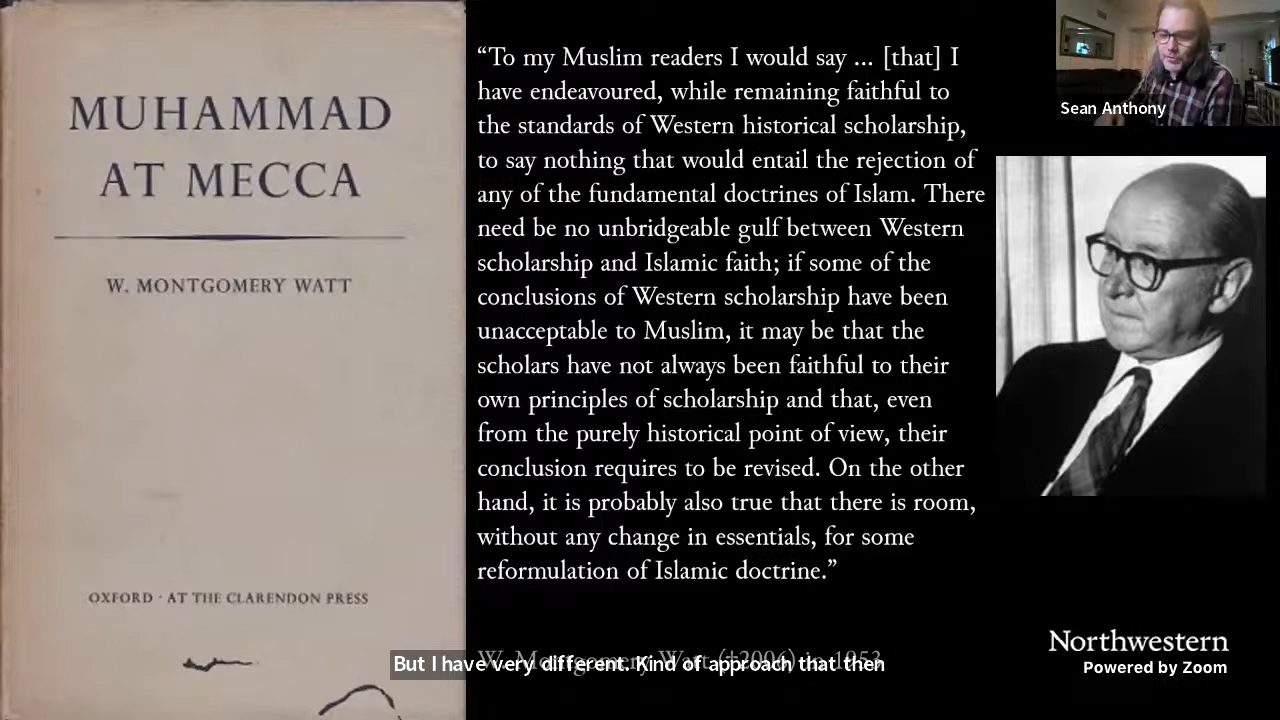 MUHAMMAD
AT MECCA
W. MONTGOMERY WATT
OXFORD · AT THE CLARENDON PRESS
“To my Muslim readers I would say ... [that] I
have endeavoured, while remaining faithful to
the standards of Western historical scholarship,
to say nothing that would entail the rejection of
any of the fundamental doctrines of Islam. There
need be no unbridgeable gulf between Western
scholarship and Islamic faith; if some of the
conclusions of Western scholarship have been
unacceptable to Muslim, it may be that the
scholars have not always been faithful to their
own principles of scholarship and that, even
from the purely historical point of view, their
conclusion requires to be revised. On the other
hand, it is probably also true that there is room,
without any change in essentials, for some
reformulation of Islamic doctrine.”
W. Montgomery Watt (†2006) in 1953
But I have very different. Kind of approach that then
Sean Anthony
Northwestern
Powered by Zoom